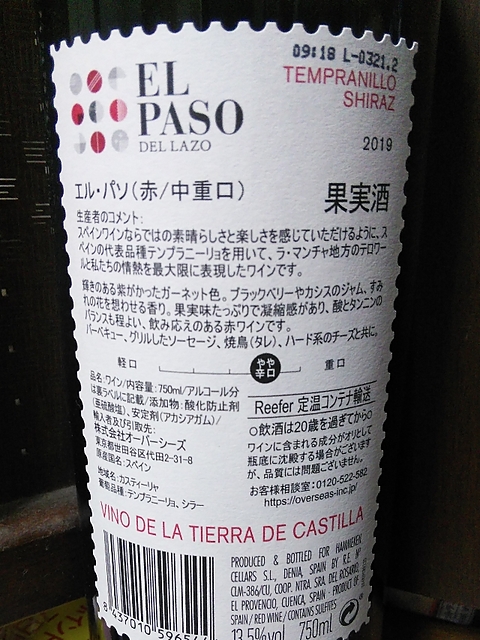 09:18 L-0321.2
EL
PASO
DEL LAZO
TEMPRANILLO
SHIRAZ
2019
エル・パソ(赤/中重口)
果実酒
生産者のコメント:
スペインワインならではの素晴らしさと楽しさを感じていただけるように、ス
ペインの代表品種テンプラニーリョを用いて、ラ・マンチャ地方のテロワー
ルと私たちの情熱を最大限に表現したワインです。
輝きのある紫がかったガーネット色。ブラックベリーやカシスのジャム、すみ
れの花を想わせる香り。果実味たっぷりで凝縮感があり、酸とタンニンの
バランスも程よい、飲み応えのある赤ワインです。
バーベキュー、グリルしたソーセージ、焼鳥(タレ)、ハード系のチーズと共に。
軽口
やや
辛口
重口
品名:ワイン/内容量:750ml/アルコール分
は裏ラベルに記載/添加物:酸化防止剤
(亜硫酸塩)、安定剤(アカシアガム)/
輸入者及び引取先:
株式会社オーバーシーズ
東京都世田谷区代田2-31-8
原産国名:スペイン
地域名:カスティーリャ
葡萄品種:テンプラニーリョ、シラー
Reefer 定温コンテナ輸送
○飲酒は20歳を過ぎてから○
ワインに含まれる成分がオリとして
瓶底に沈殿する場合がございます
が、品質には問題ございません。
お客様相談室:0120-522-582
https://overseas-inc.jp/
VINO DE LA TIERRA DE CASTILLA
8 437010 59654
PRODUCED & BOTTLED FOR HAMMEKEN
CELLARS S.L., DENIA, SPAIN BY R.E. Nº
CLM-386/CU, COOP. NTRA. SRA. DEL ROSARIO,
EL PROVENCIO, CUENCA, SPAIN · PRODUCT OF
SPAIN · RED WINE / CONTAINS SULFITES
13.5%vol 750ml